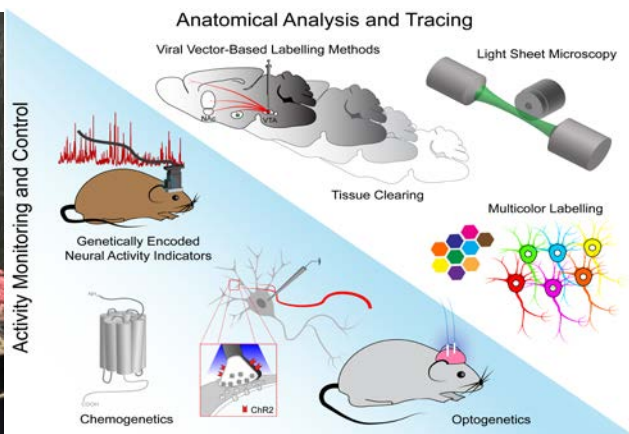 Anatomical Analysis and Tracing
Viral Vector-Based Labelling Methods
Light Sheet Microscopy
NAc
VTA
Tissue Clearing
Multicolor Labelling
Activity Monitoring and Control
Genetically Encoded
Neural Activity Indicators
COOH
ChR2
Chemogenetics
Optogenetics